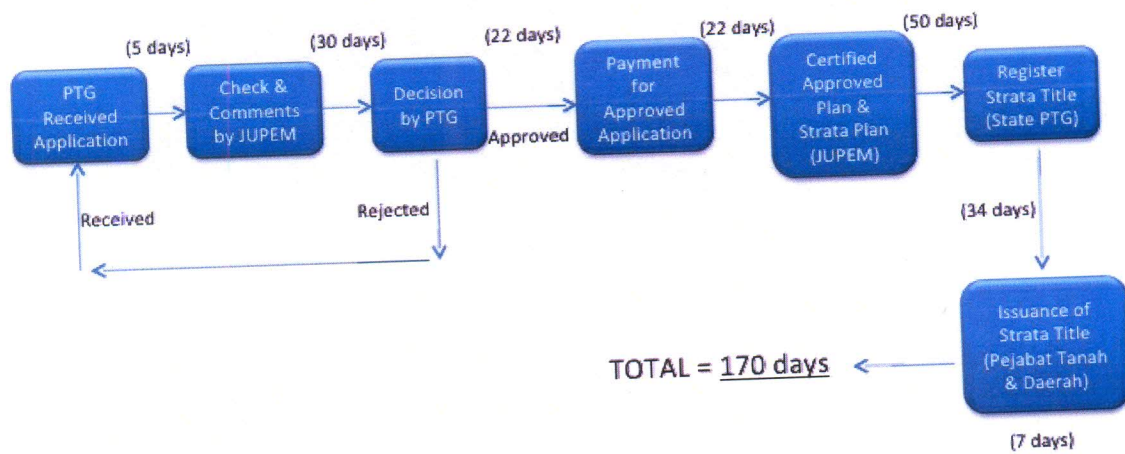 (5 days)
(30 days)
(22 days)
(22 days)
(50 days)
PTG
Received
Application
Check &
Comments
by JUPEM
Decision
by PTG
Approved
Payment
for
Approved
Application
Certified
Approved
Plan &
Strata Plan
(JUPEM)
Register
Strata Title
(State PTG)
Received
Rejected
(34 days)
Issuance of
Strata Title
(Pejabat Tanah
& Daerah)
TOTAL = 170 days
(7 days)